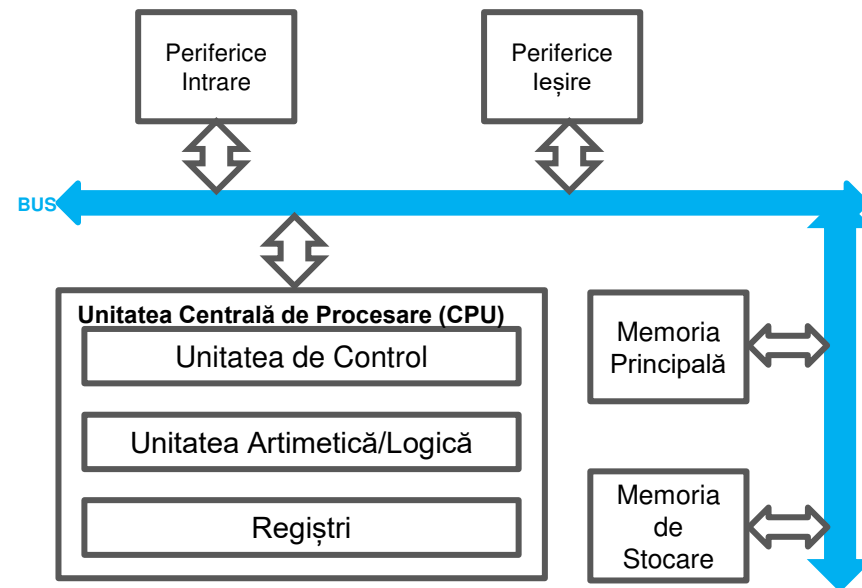 Periferice
Intrare
Periferice
Ieșire
BUS
Unitatea Centrală de Procesare (CPU)
Unitatea de Control
Unitatea Artimetică/Logică
Regiștri
Memoria
Principală
Memoria
de
Stocare